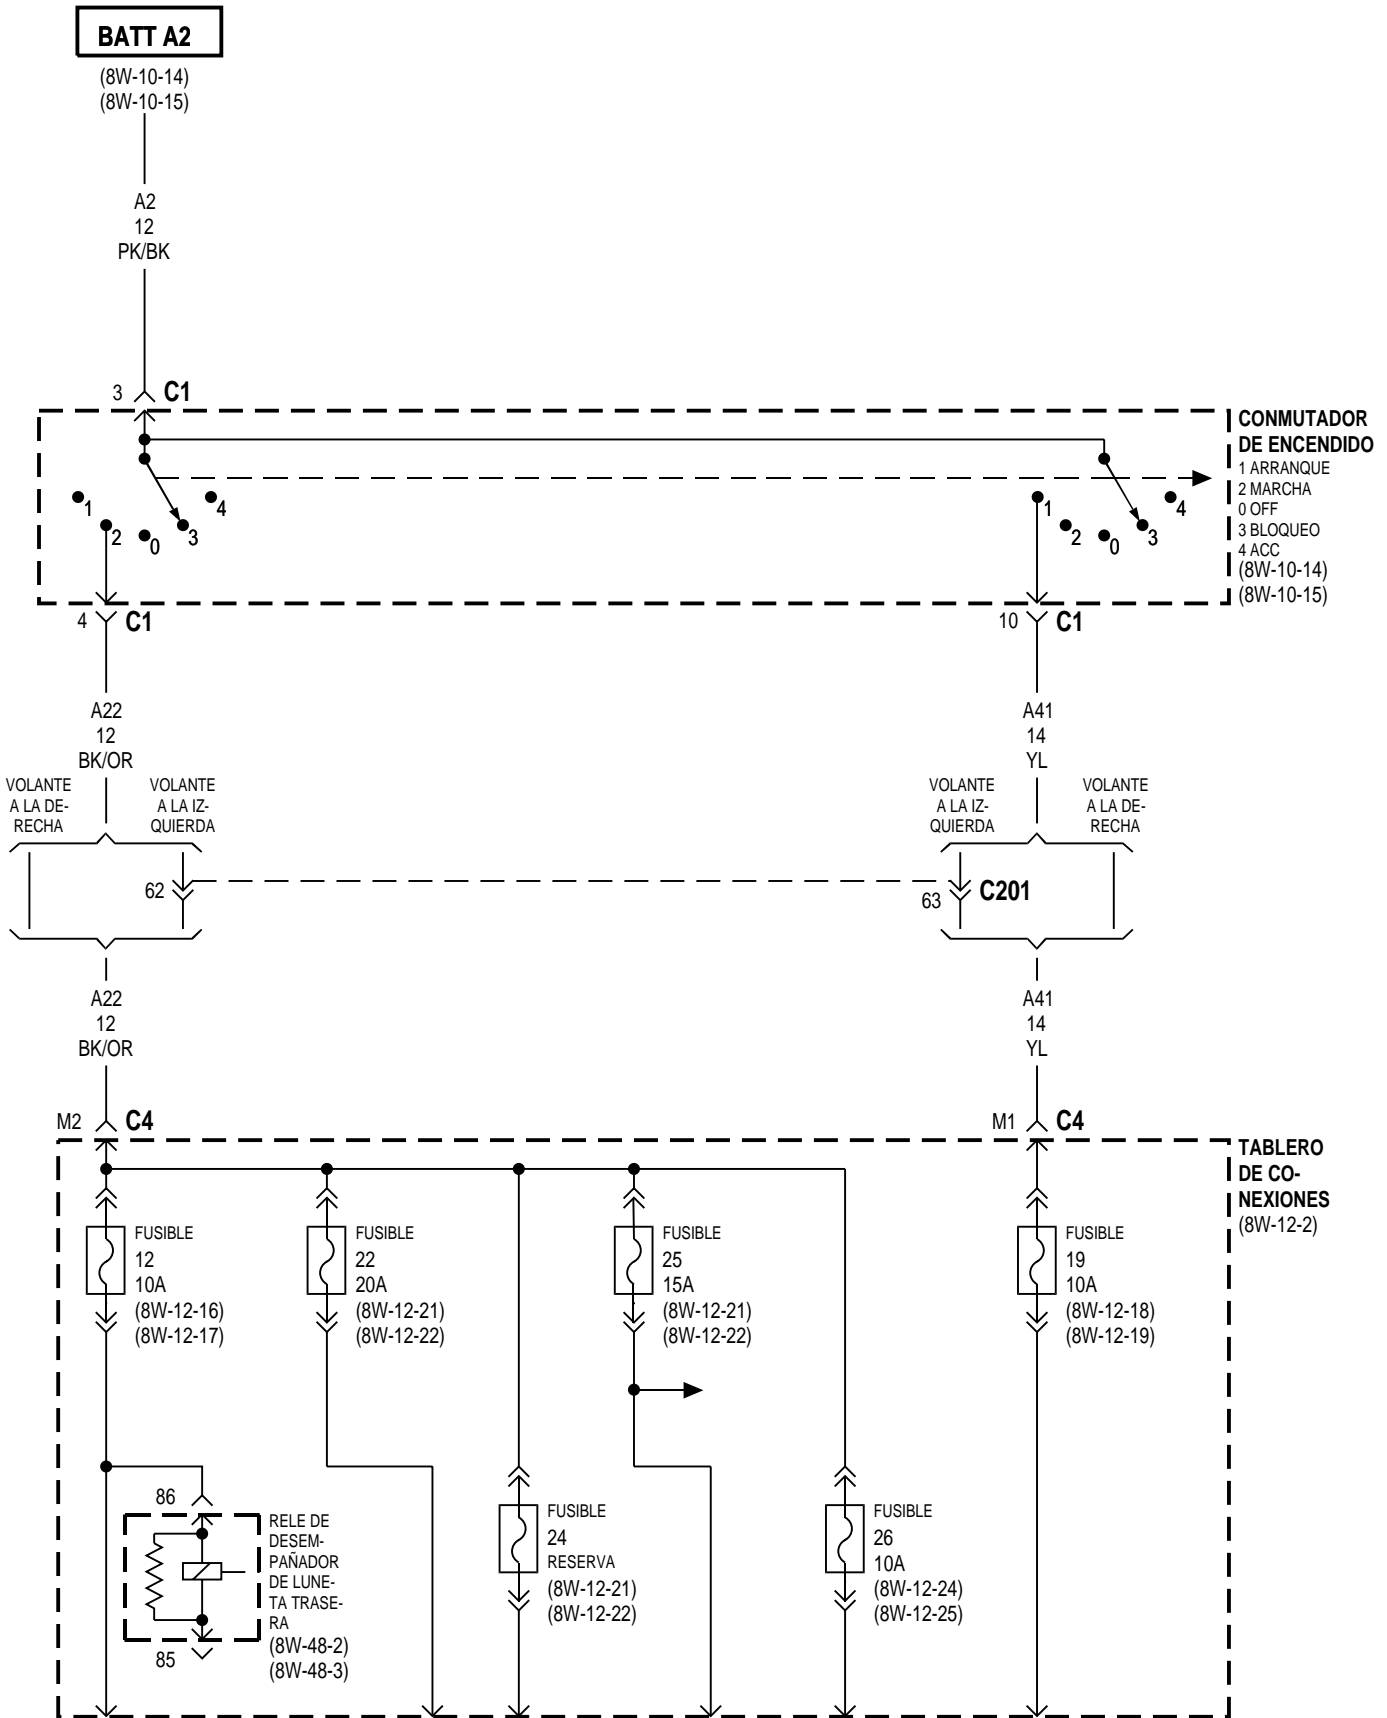 BATT A2
(8W-10-14)
(8W-10-15)
A2
12
PK/BK
3
C1
CONMUTADOR
DE ENCENDIDO
1 ARRANQUE
2 MARCHA
0 OFF
3 BLOQUEO
4 ACC
(8W-10-14)
(8W-10-15)
1
2
0
3
4
1
2
0
3
4
4
C1
10
C1
A22
12
BK/OR
A41
14
YL
VOLANTE
A LA DE-
RECHA
VOLANTE
A LA IZ-
QUIERDA
VOLANTE
A LA IZ-
QUIERDA
VOLANTE
A LA DE-
RECHA
62
63
C201
A22
12
BK/OR
A41
14
YL
M2
C4
M1
C4
TABLERO
DE CO-
NEXIONES
(8W-12-2)
FUSIBLE
12
10A
(8W-12-16)
(8W-12-17)
FUSIBLE
22
20A
(8W-12-21)
(8W-12-22)
FUSIBLE
25
15A
(8W-12-21)
(8W-12-22)
FUSIBLE
19
10A
(8W-12-18)
(8W-12-19)
86
RELE DE
DESEM-
PAÑADOR
DE LUNE-
TA TRASE-
RA
(8W-48-2)
(8W-48-3)
85
FUSIBLE
24
RESERVA
(8W-12-21)
(8W-12-22)
FUSIBLE
26
10A
(8W-12-24)
(8W-12-25)